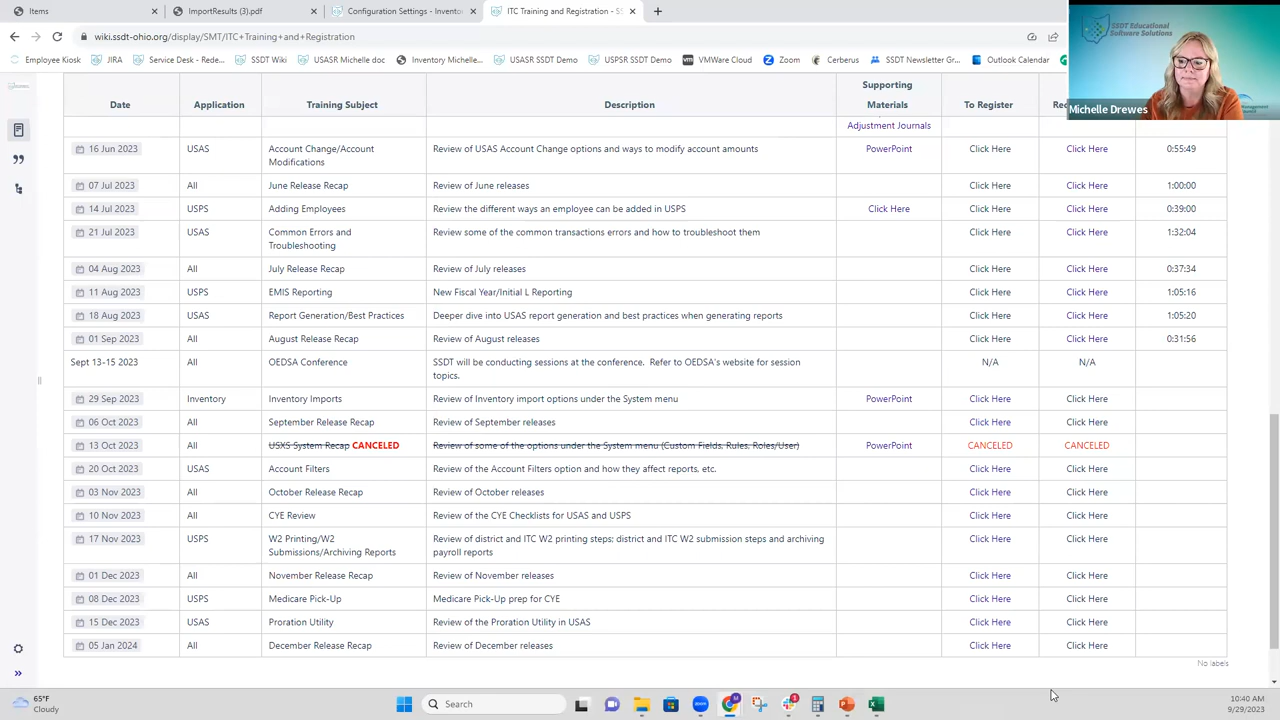 Items
ImportResults (3).pdf
Configuration Settings - Invento
ITC Training and Registration - S
wiki.ssdt-ohio.org/display/SMT/ITC+Training+and+Registration
Employee Kiosk JIRA Service Desk - Rede... SSDT Wiki USASR Michelle doc Inventory Michelle... USASR SSDT Demo USPSR SSDT Demo VMWare Cloud Zoom Cerberus SSDT Newsletter Gr... Outlook Calendar
SSDT Educational
Software Solutions
Michelle Drewes
Date Application Training Subject Description Supporting Materials To Register
Adjustment Journals
16 Jun 2023 USAS Account Change/Account Modifications Review of USAS Account Change options and ways to modify account amounts PowerPoint Click Here Click Here 0:55:49
07 Jul 2023 All June Release Recap Review of June releases Click Here Click Here 1:00:00
14 Jul 2023 USPS Adding Employees Review the different ways an employee can be added in USPS Click Here Click Here Click Here 0:39:00
21 Jul 2023 USAS Common Errors and Troubleshooting Review some of the common transactions errors and how to troubleshoot them Click Here Click Here 1:32:04
04 Aug 2023 All July Release Recap Review of July releases Click Here Click Here 0:37:34
11 Aug 2023 USPS EMIS Reporting New Fiscal Year/Initial L Reporting Click Here Click Here 1:05:16
18 Aug 2023 USAS Report Generation/Best Practices Deeper dive into USAS report generation and best practices when generating reports Click Here Click Here 1:05:20
01 Sep 2023 All August Release Recap Review of August releases Click Here Click Here 0:31:56
Sept 13-15 2023 All OEDSA Conference SSDT will be conducting sessions at the conference. Refer to OEDSA's website for session topics. N/A N/A
29 Sep 2023 Inventory Inventory Imports Review of Inventory import options under the System menu PowerPoint Click Here Click Here
06 Oct 2023 All September Release Recap Review of September releases Click Here Click Here
13 Oct 2023 All USXS System Recap CANCELED Review of some of the options under the System menu (Custom Fields, Rules, Roles/User) PowerPoint CANCELED CANCELED
20 Oct 2023 USAS Account Filters Review of the Account Filters option and how they affect reports, etc. Click Here Click Here
03 Nov 2023 All October Release Recap Review of October releases Click Here Click Here
10 Nov 2023 All CYE Review Review of the CYE Checklists for USAS and USPS Click Here Click Here
17 Nov 2023 USPS W2 Printing/W2 Submissions/Archiving Reports Review of district and ITC W2 printing steps; district and ITC W2 submission steps and archiving payroll reports Click Here Click Here
01 Dec 2023 All November Release Recap Review of November releases Click Here Click Here
08 Dec 2023 USPS Medicare Pick-Up Medicare Pick-Up prep for CYE Click Here Click Here
15 Dec 2023 USAS Proration Utility Review of the Proration Utility in USAS Click Here Click Here
05 Jan 2024 All December Release Recap Review of December releases Click Here Click Here
No labels
65°F
Cloudy
Search
10:40 AM
9/29/2023